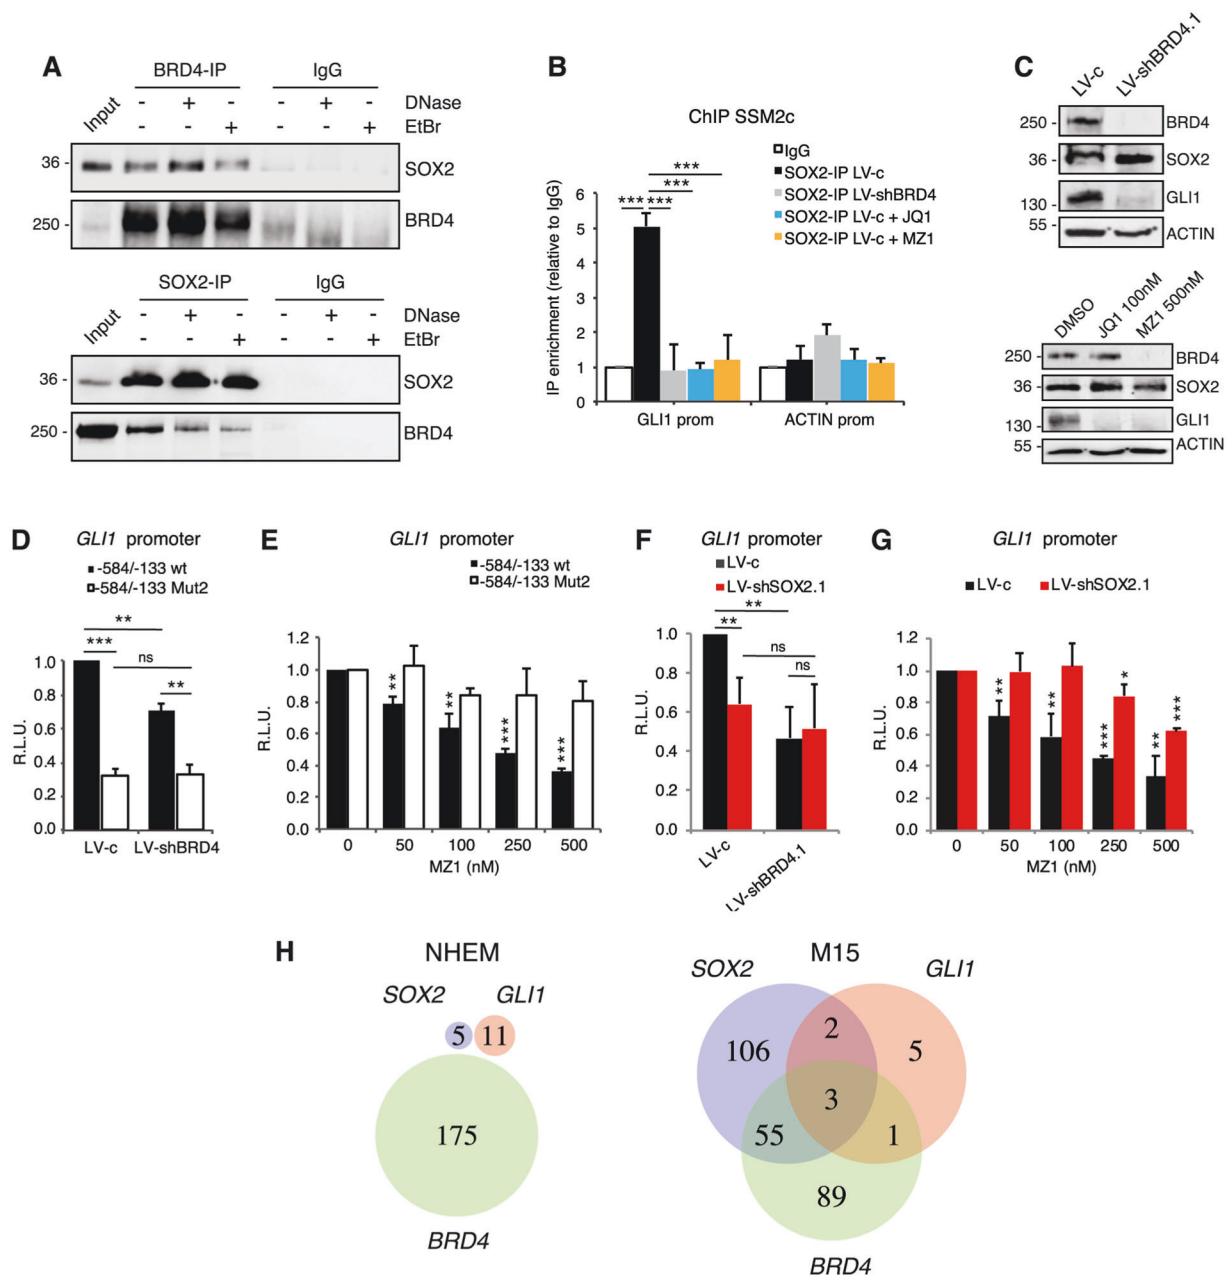 A
BRD4-IP IgG
Input - + - - + - DNase
- - + - - + EtBr
36 - SOX2
250 - BRD4
SOX2-IP IgG
Input - + - - + - DNase
- - + - - + EtBr
36 - SOX2
250 - BRD4
B
ChIP SSM2c
IgG
SOX2-IP LV-c
SOX2-IP LV-shBRD4
SOX2-IP LV-c + JQ1
SOX2-IP LV-c + MZ1
IP enrichment (relative to IgG)
6
5
4
3
2
1
0
***
***
*** ***
GLI1 prom ACTIN prom
C
LV-c LV-shBRD4.1
250 - BRD4
36 - SOX2
130 - GLI1
55 - ACTIN
DMSO JQ1 100nM MZ1 500nM
250 - BRD4
36 - SOX2
130 - GLI1
55 - ACTIN
D
GLI1 promoter
-584/-133 wt
-584/-133 Mut2
R.L.U.
1.0
0.8
0.6
0.4
0.2
0.0
**
***
ns
**
LV-c LV-shBRD4
E
GLI1 promoter
-584/-133 wt
-584/-133 Mut2
R.L.U.
1.2
1.0
0.8
0.6
0.4
0.2
0.0
** ** *** ***
0 50 100 250 500
MZ1 (nM)
F
GLI1 promoter
LV-c
LV-shSOX2.1
R.L.U.
1.0
0.8
0.6
0.4
0.2
0.0
**
**
ns
ns
LV-c LV-shBRD4.1
G
GLI1 promoter
LV-c LV-shSOX2.1
R.L.U.
1.2
1.0
0.8
0.6
0.4
0.2
0.0
** ** *** * ** ***
0 50 100 250 500
MZ1 (nM)
H
NHEM
SOX2 GLI1
5 11
175
BRD4
M15
SOX2 GLI1
2
106 5
3
55 1
89
BRD4